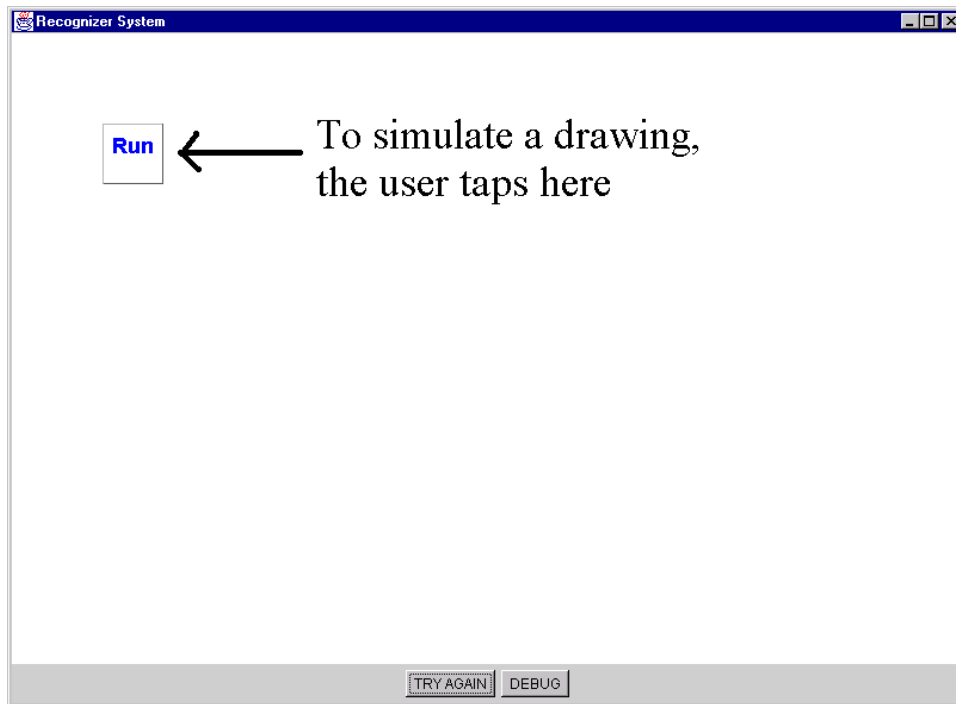 Recognizer System
Run
To simulate a drawing,
the user taps here
TRY AGAIN DEBUG